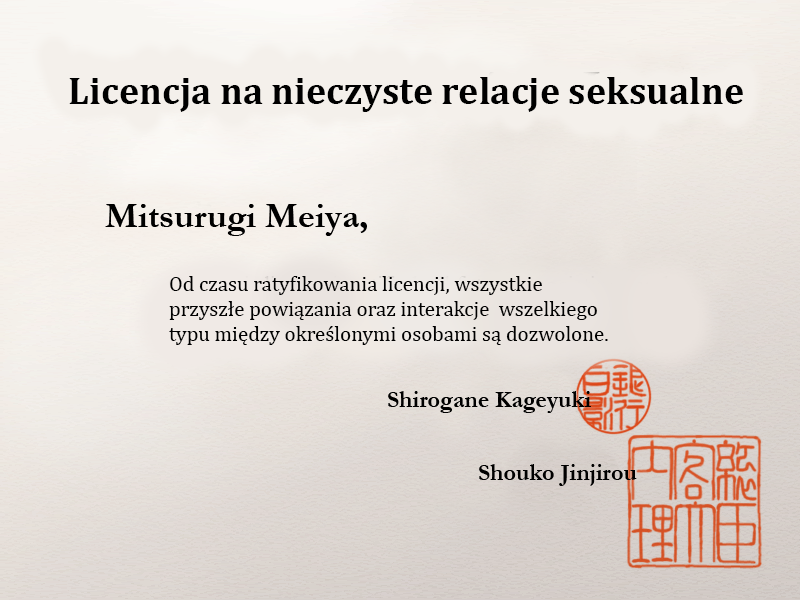 Licencja na nieczyste relacje seksualne
Mitsurugi Meiya,
Od czasu ratyfikowania licencji, wszystkie
przyszłe powiązania oraz interakcje wszelkiego
typu między określonymi osobami są dozwolone.
Shirogane Kageyuki
Shouko Jinjirou